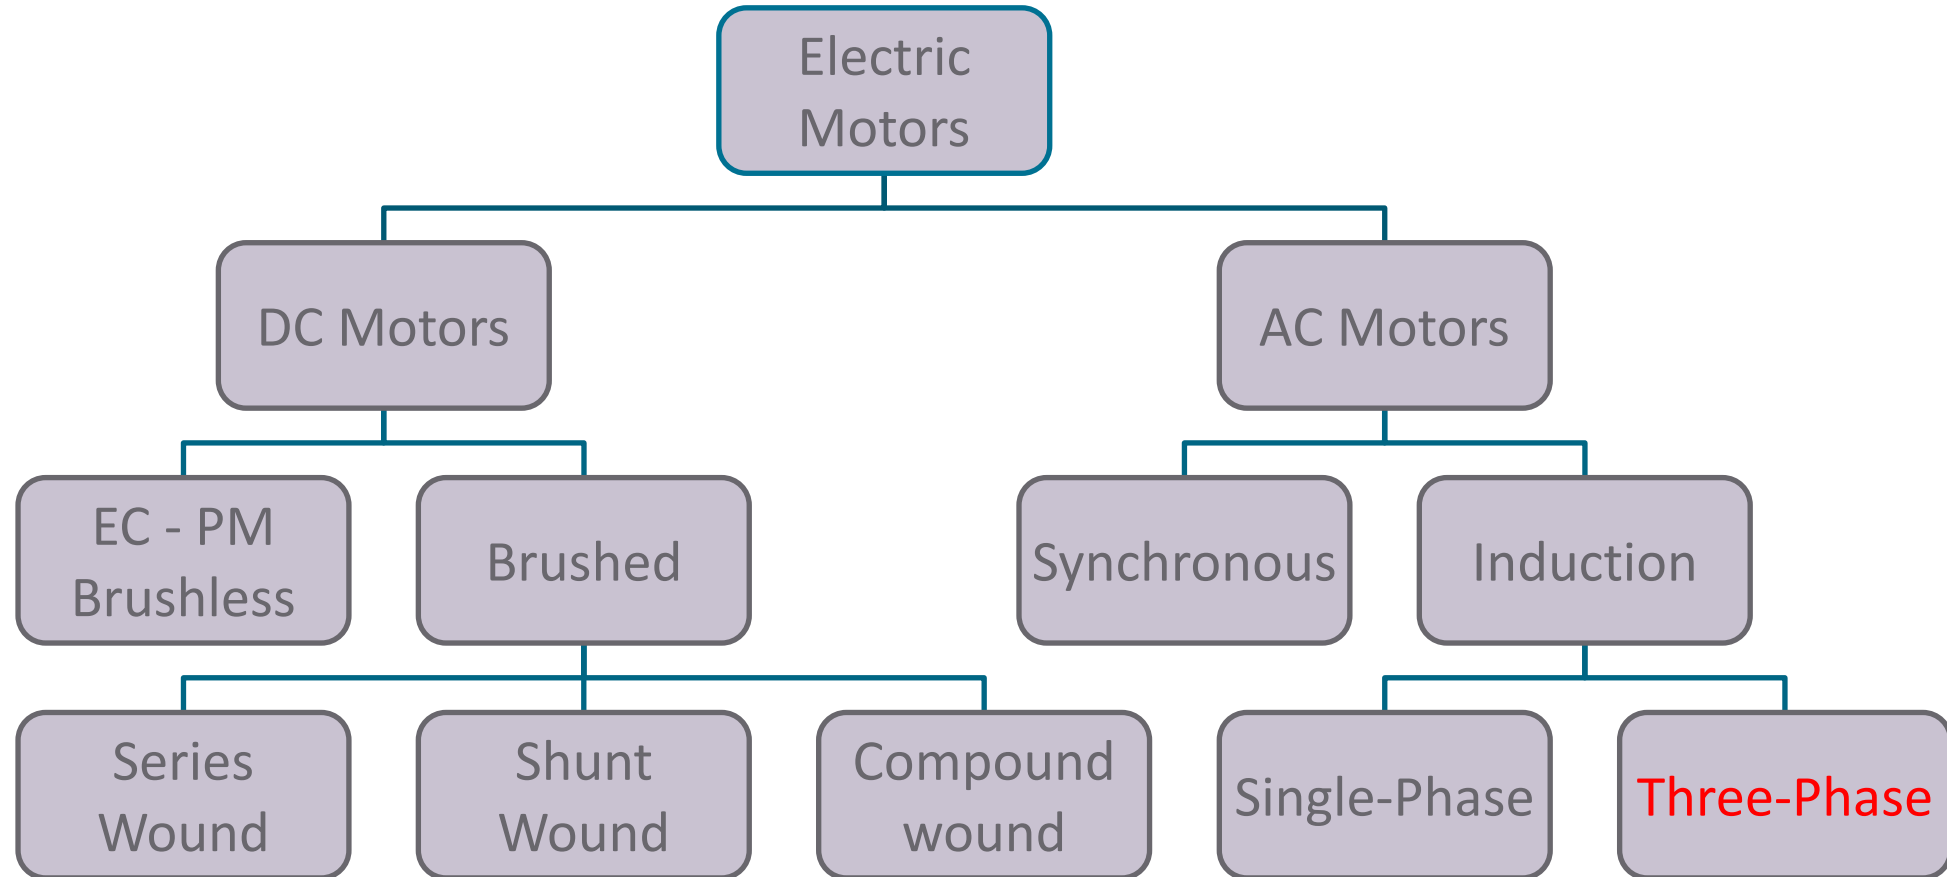 Electric
Motors
DC Motors
AC Motors
EC - PM
Brushless
Brushed
Synchronous
Induction
Series
Wound
Shunt
Wound
Compound
wound
Single-Phase
Three-Phase